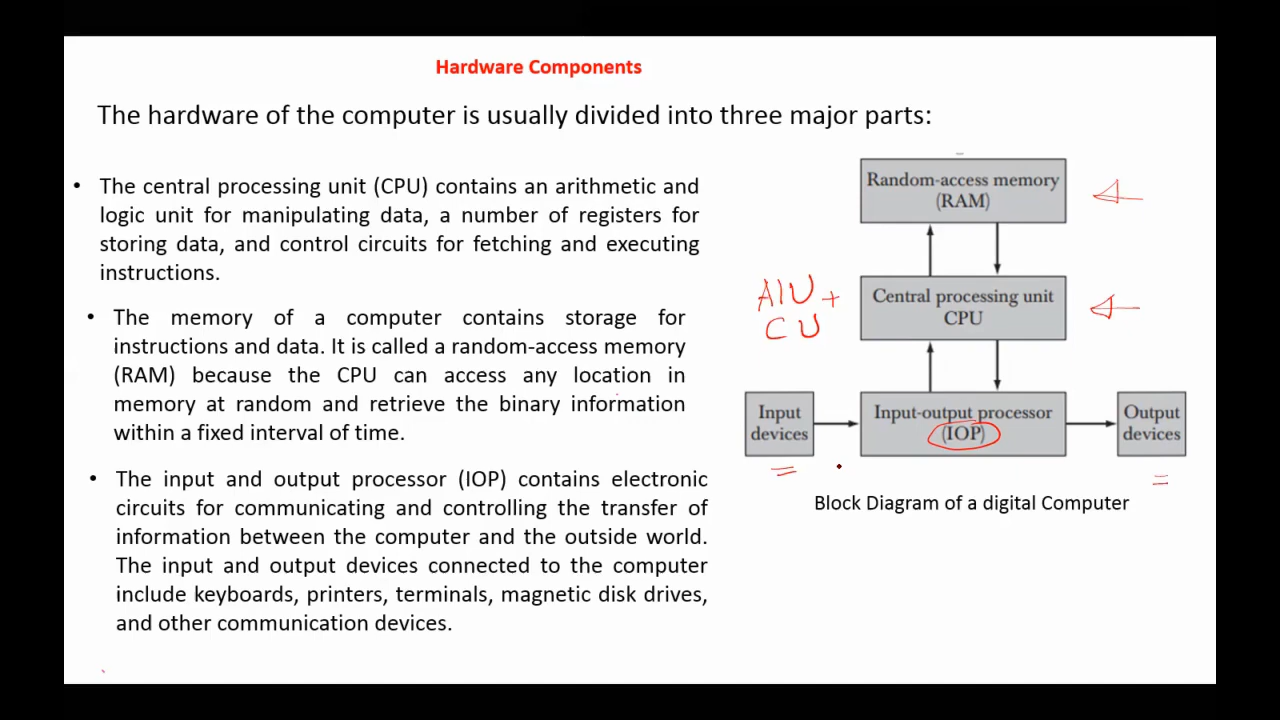 Hardware Components
The hardware of the computer is usually divided into three major parts:
• The central processing unit (CPU) contains an arithmetic and
logic unit for manipulating data, a number of registers for
storing data, and control circuits for fetching and executing
instructions.
• The memory of a computer contains storage for
instructions and data. It is called a random-access memory
(RAM) because the CPU can access any location in
memory at random and retrieve the binary information
within a fixed interval of time.
• The input and output processor (IOP) contains electronic
circuits for communicating and controlling the transfer of
information between the computer and the outside world.
The input and output devices connected to the computer
include keyboards, printers, terminals, magnetic disk drives,
and other communication devices.
Random-access memory
(RAM)
AlU +
CU
Central processing unit
CPU
Input
devices
Input-output processor
(IOP)
Output
devices
Block Diagram of a digital Computer